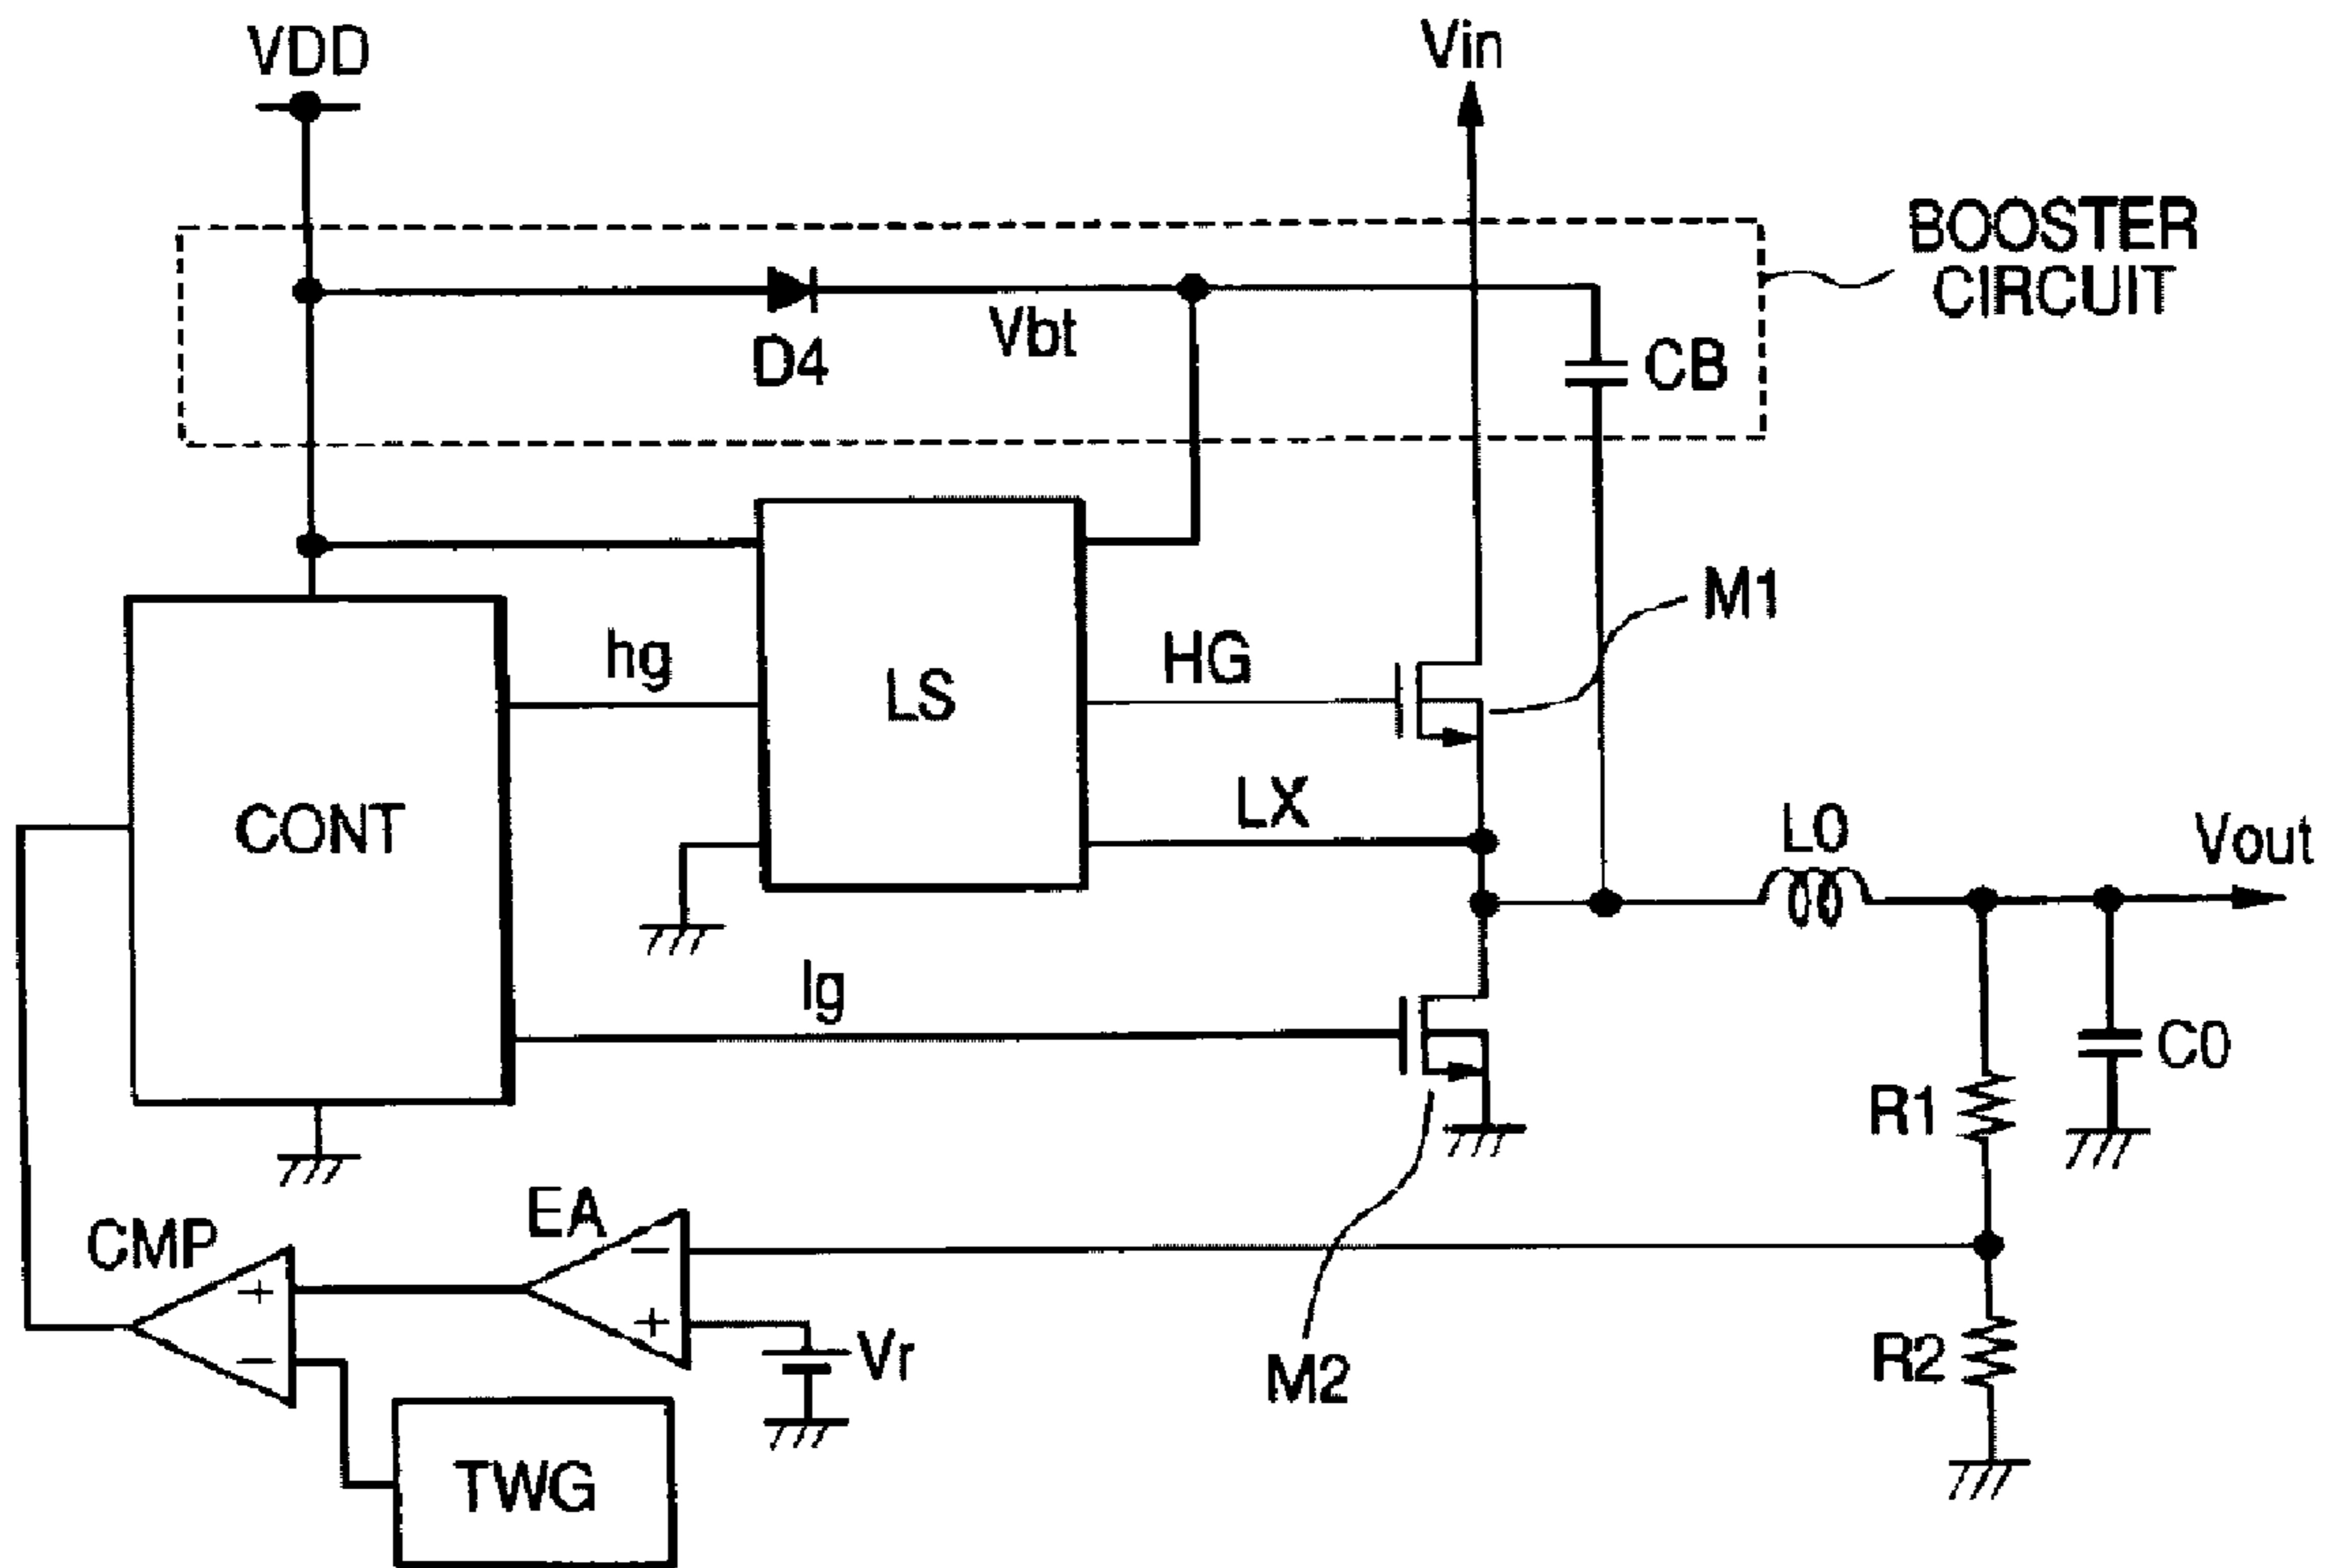 VDD
Vin
BOOSTER
CIRCUIT
D4
Vbt
CB
hg
LS
HG
M1
CONT
LX
L0
Vout
lg
C0
R1
CMP
EA
+
−
−
+
Vr
M2
R2
TWG